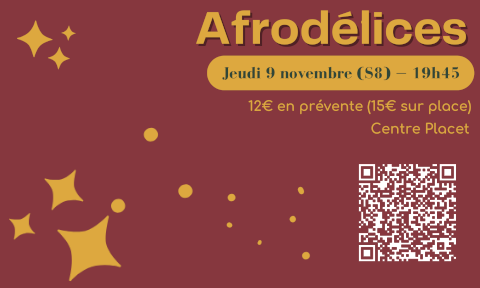 Afrodélices
Jeudi 9 novembre (S8) – 19h45
12€ en prévente (15€ sur place)
Centre Placet